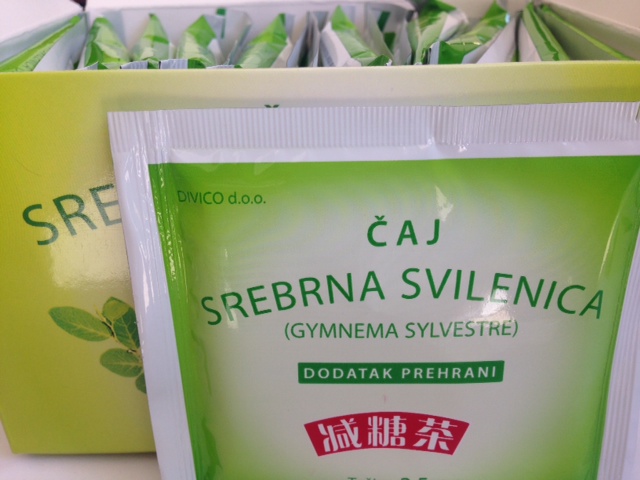 SRE
DIVICO d.o.o.
ČAJ
SREBRNA SVILENICA
(GYMNEMA SYLVESTRE)
DODATAK PREHRANI
減糖茶